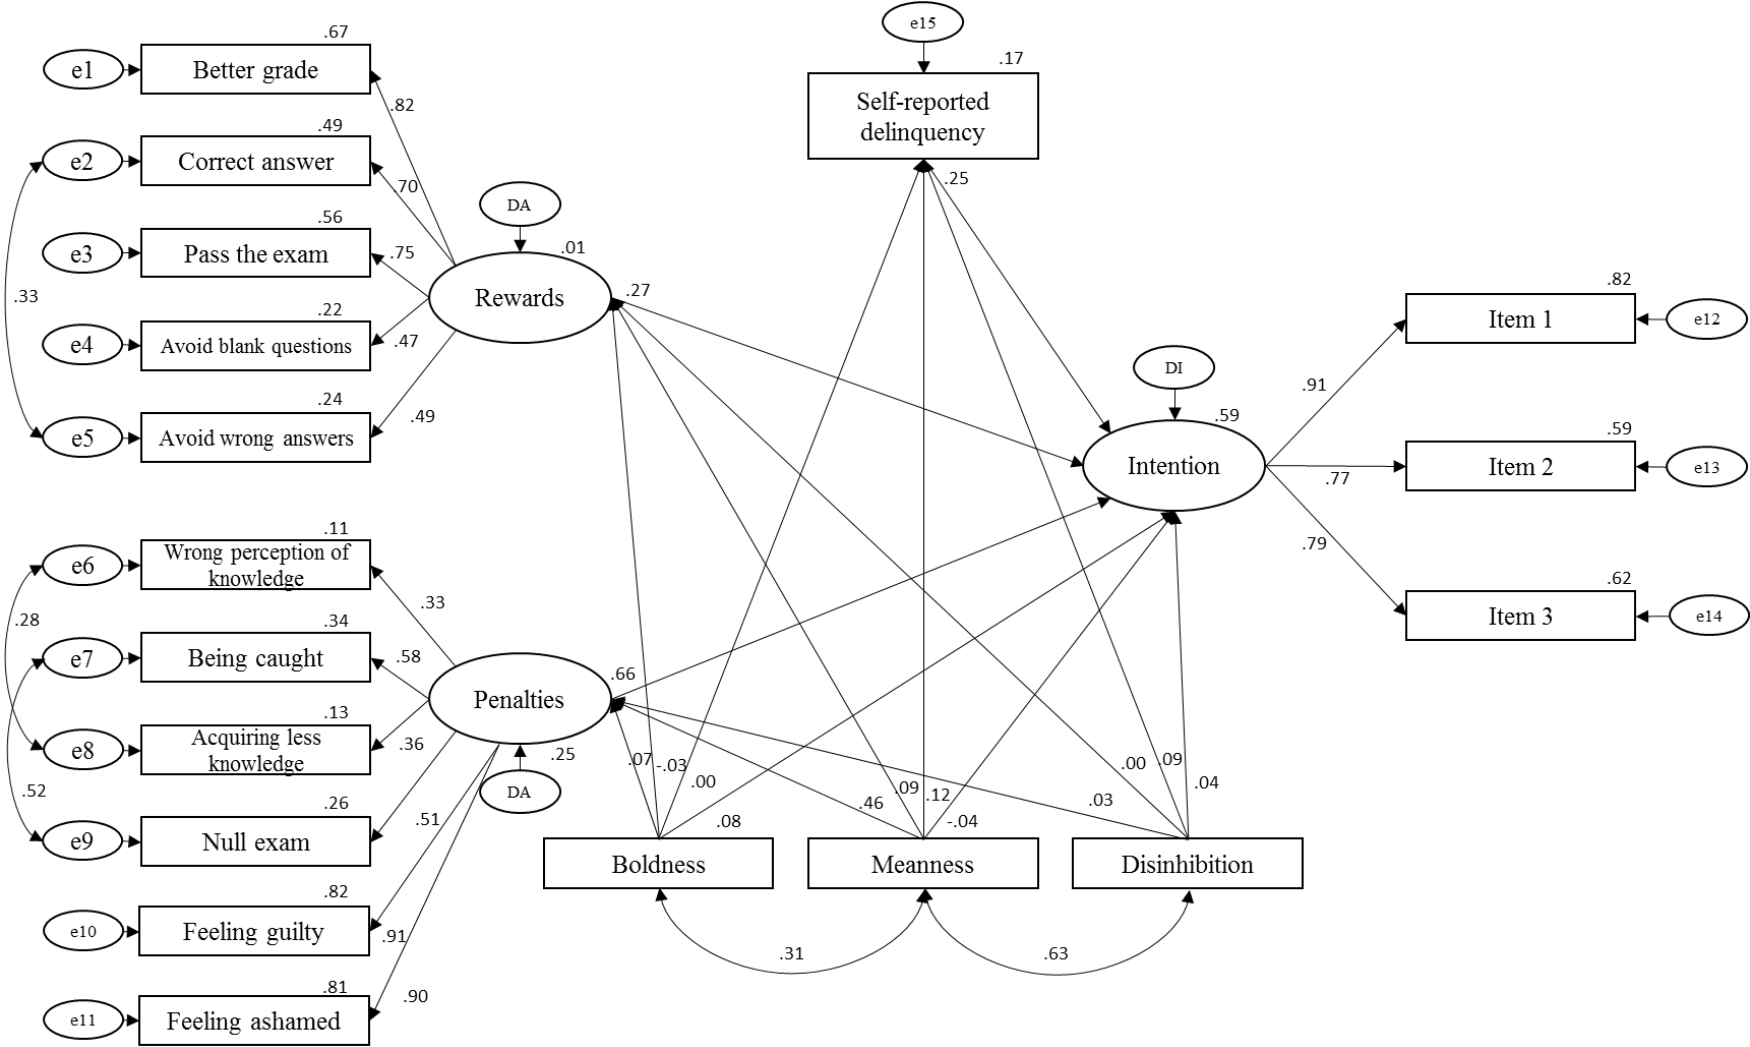 e15
.17
Self-reported
delinquency
.25
.67
e1
Better grade
.82
.49
e2
Correct answer
.70
.56
e3
Pass the exam
.75
.33
.22
e4
Avoid blank questions
.47
.24
e5
Avoid wrong answers
.49
DA
.01
Rewards
.27
.11
e6
Wrong perception of
knowledge
.33
.28
.34
e7
Being caught
.58
.13
e8
Acquiring less
knowledge
.36
.52
.26
e9
Null exam
.51
.82
e10
Feeling guilty
.91
.81
e11
Feeling ashamed
.90
.66
Penalties
.25
DA
.07
-.03
.00
.08
.46
.09
.12
-.04
.03
.00
.09
.04
Boldness
Meanness
Disinhibition
.31
.63
DI
.59
Intention
.91
.77
.79
.82
Item 1
e12
.59
Item 2
e13
.62
Item 3
e14